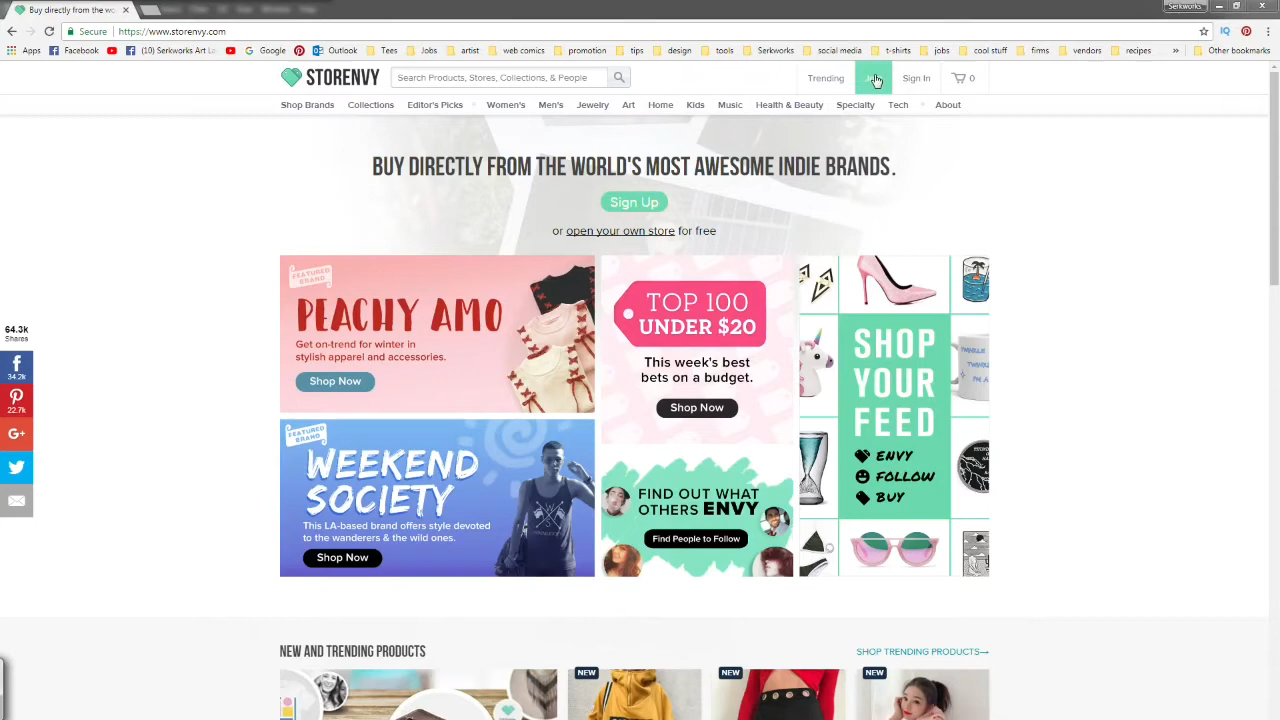 Buy directly from the wo
Serkworks
Secure
https://www.storenvy.com
Apps
Facebook
(10) Serkworks Art La
Google
Outlook
Tees
Jobs
artist
web comics
promotion
tips
design
tools
Serkworks
social media
t-shirts
jobs
cool stuff
firms
vendors
recipes
»
Other bookmarks
STORENVY
Search Products, Stores, Collections, & People
Trending
Sign In
0
Shop Brands
Collections
Editor's Picks
Women's
Men's
Jewelry
Art
Home
Kids
Music
Health & Beauty
Specialty
Tech
About
BUY DIRECTLY FROM THE WORLD'S MOST AWESOME INDIE BRANDS.
Sign Up
or open your own store for free
FEATURED BRAND
PEACHY AMO
Get on-trend for winter in
stylish apparel and accessories.
Shop Now
TOP 100
UNDER $20
This week's best
bets on a budget.
Shop Now
SHOP
YOUR
FEED
ENVY
FOLLOW
BUY
64.3k
Shares
34.2k
22.7k
G+
FEATURED BRAND
WEEKEND
SOCIETY
This LA-based brand offers style devoted
to the wanderers & the wild ones.
Shop Now
FIND OUT WHAT
OTHERS ENVY
Find People to Follow
NEW AND TRENDING PRODUCTS
SHOP TRENDING PRODUCTS→
NEW
NEW
NEW